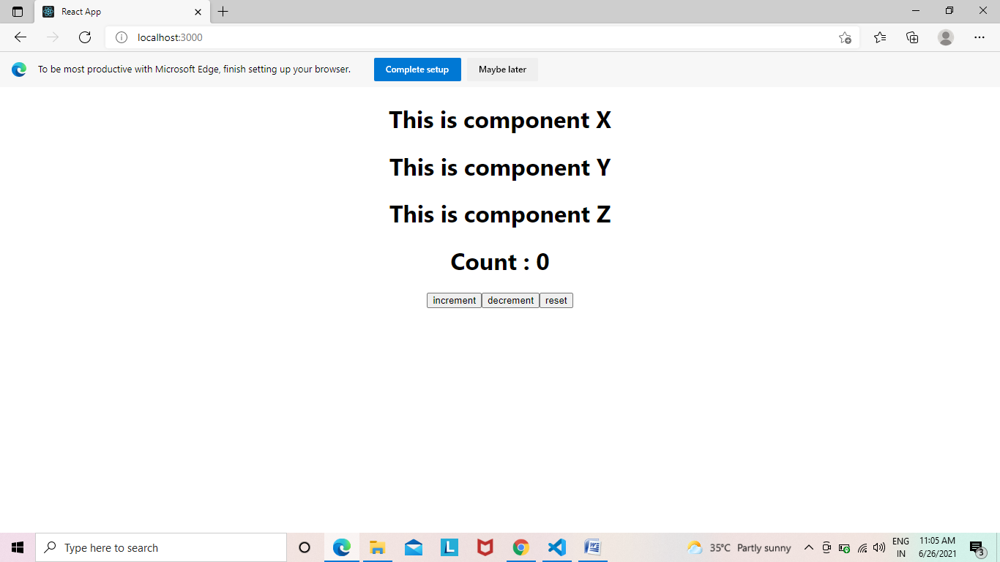 React App
localhost:3000
To be most productive with Microsoft Edge, finish setting up your browser. Complete setup Maybe later
This is component X
This is component Y
This is component Z
Count : 0
increment decrement reset
Type here to search
L
W
35°C Partly sunny
ENG
IN
11:05 AM
6/26/2021
3